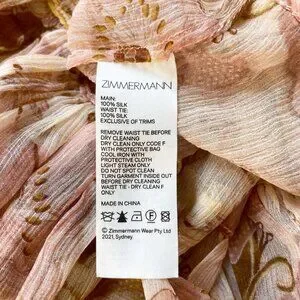 ZIMMERMANN
MAIN:
100% SILK
WAIST TIE:
100% SILK
EXCLUSIVE OF TRIMS
REMOVE WAIST TIE BEFORE
DRY CLEANING
DRY CLEAN ONLY CODE F
WITH PROTECTIVE BAG
COOL IRON WITH
PROTECTIVE CLOTH
LIGHT STEAM ONLY
DO NOT SPOT CLEAN
TURN GARMENT INSIDE OUT
BEFORE DRY CLEANING
WAIST TIE - DRY CLEAN F
ONLY
MADE IN CHINA
F
© Zimmermann Wear Pty Ltd
2021, Sydney